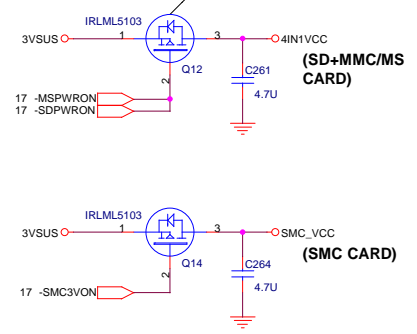 IRLML5103
3VSUS 1 3 4IN1VCC
(SD+MMC/MS
CARD)
C261
Q12
2
4.7U
17 -MSPWRON
17 -SDPWRON
IRLML5103
3VSUS 1 3 SMC_VCC
(SMC CARD)
C264
Q14
2
4.7U
17 -SMC3VON